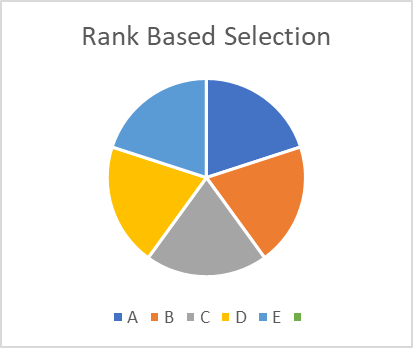 Rank Based Selection
A B C D E